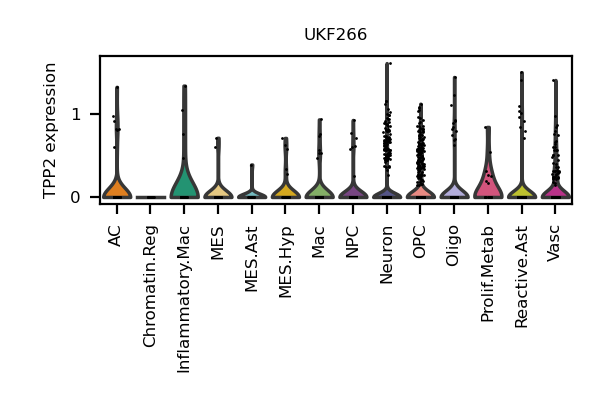 UKF266
TPP2 expression
1
0
AC
Chromatin.Reg
Inflammatory.Mac
MES
MES.Ast
MES.Hyp
Mac
NPC
Neuron
OPC
Oligo
Prolif.Metab
Reactive.Ast
Vasc